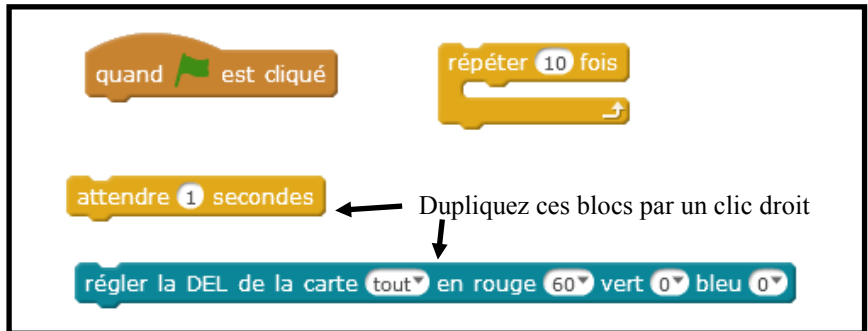 quand est cliqué
répéter 10 fois
attendre 1 secondes
Dupliquez ces blocs par un clic droit
régler la DEL de la carte tout en rouge 60 vert 0 bleu 0